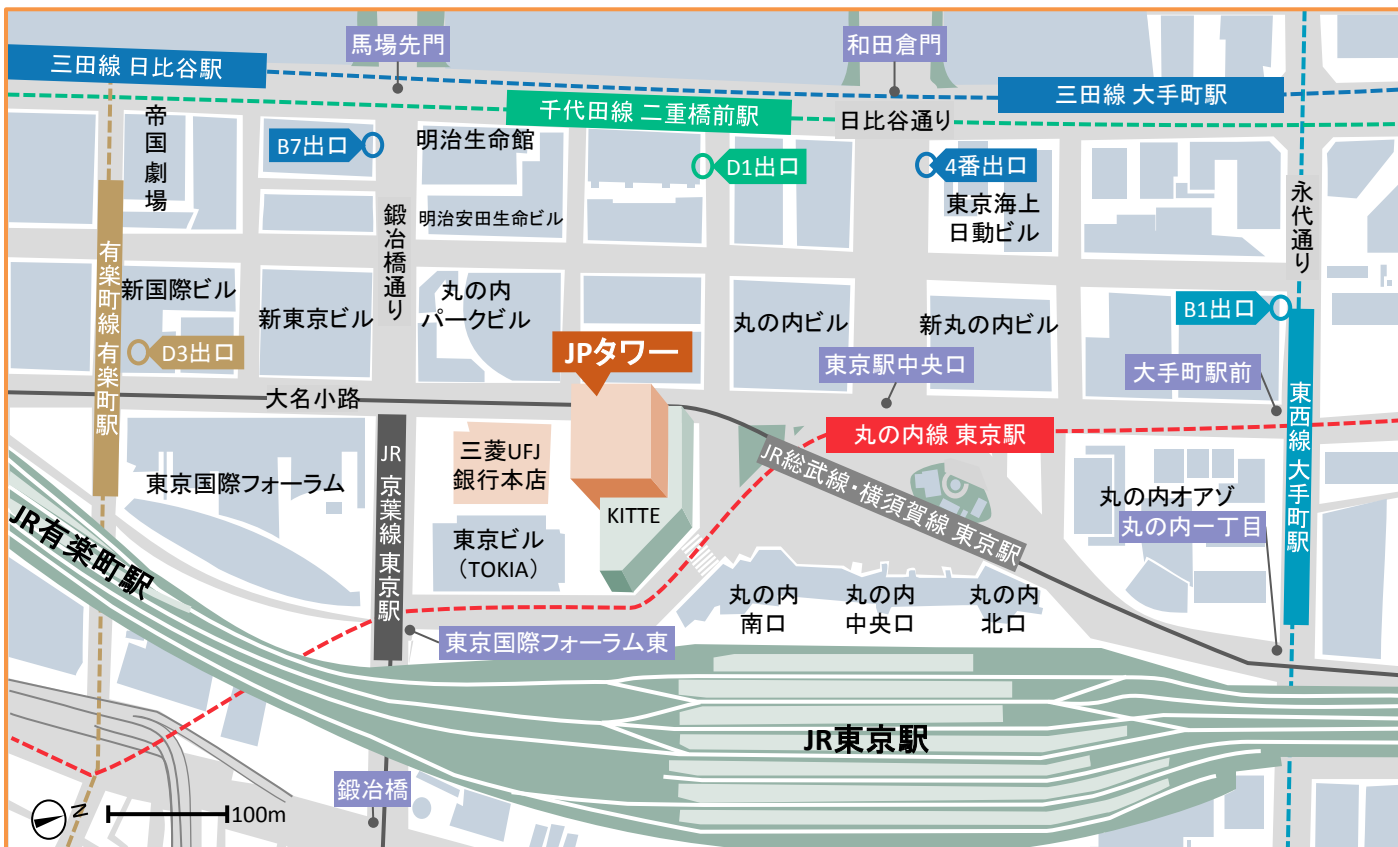 馬場先門
和田倉門
三田線 日比谷駅
三田線 大手町駅
千代田線 二重橋前駅
日比谷通り
帝国劇場
B7出口
明治生命館
D1出口
4番出口
明治安田生命ビル
東京海上
日動ビル
鍛冶橋通り
永代通り
有楽町線 有楽町駅
新国際ビル
新東京ビル
丸の内
パークビル
丸の内ビル
新丸の内ビル
B1出口
D3出口
JPタワー
東京駅中央口
大手町駅前
大名小路
丸の内線 東京駅
東西線 大手町駅
JR 京葉線 東京駅
三菱UFJ
銀行本店
JR総武線・横須賀線 東京駅
東京国際フォーラム
KITTE
丸の内オアゾ
丸の内一丁目
JR有楽町駅
東京ビル
（TOKIA）
丸の内
南口
丸の内
中央口
丸の内
北口
東京国際フォーラム東
JR東京駅
鍛冶橋
N
100m